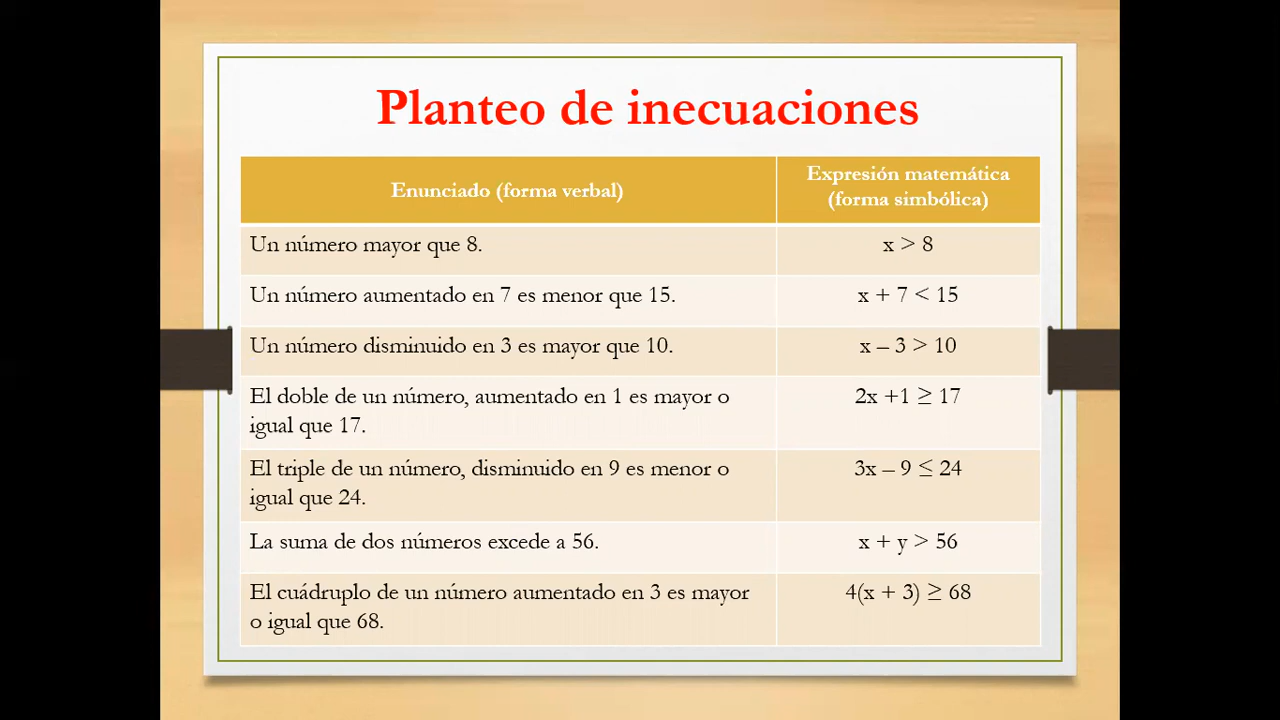 Planteo de inecuaciones
Enunciado (forma verbal)
Expresión matemática
(forma simbólica)
Un número mayor que 8.
x > 8
Un número aumentado en 7 es menor que 15.
x + 7 < 15
Un número disminuido en 3 es mayor que 10.
x – 3 > 10
El doble de un número, aumentado en 1 es mayor o
igual que 17.
2x +1 ≥ 17
El triple de un número, disminuido en 9 es menor o
igual que 24.
3x – 9 ≤ 24
La suma de dos números excede a 56.
x + y > 56
El cuádruplo de un número aumentado en 3 es mayor
o igual que 68.
4(x + 3) ≥ 68